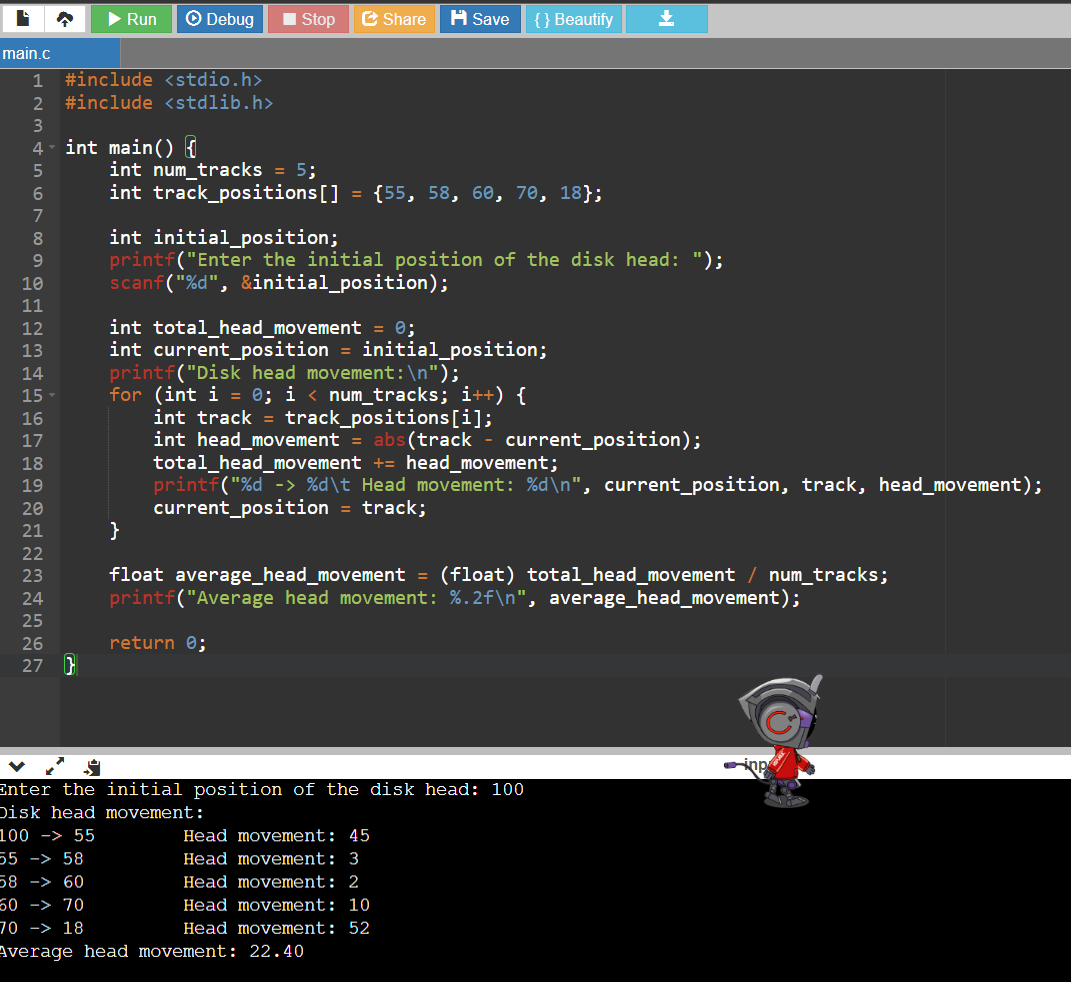 Run Debug Stop Share Save { } Beautify
main.c
1 #include <stdio.h>
2 #include <stdlib.h>
3
4 int main() {
5     int num_tracks = 5;
6     int track_positions[] = {55, 58, 60, 70, 18};
7
8     int initial_position;
9     printf("Enter the initial position of the disk head: ");
10     scanf("%d", &initial_position);
11
12     int total_head_movement = 0;
13     int current_position = initial_position;
14     printf("Disk head movement:\n");
15     for (int i = 0; i < num_tracks; i++) {
16         int track = track_positions[i];
17         int head_movement = abs(track - current_position);
18         total_head_movement += head_movement;
19         printf("%d -> %d\t Head movement: %d\n", current_position, track, head_movement);
20         current_position = track;
21     }
22
23     float average_head_movement = (float) total_head_movement / num_tracks;
24     printf("Average head movement: %.2f\n", average_head_movement);
25
26     return 0;
27 }
inp
Enter the initial position of the disk head: 100
Disk head movement:
100 -> 55        Head movement: 45
55 -> 58         Head movement: 3
58 -> 60         Head movement: 2
60 -> 70         Head movement: 10
70 -> 18         Head movement: 52
Average head movement: 22.40